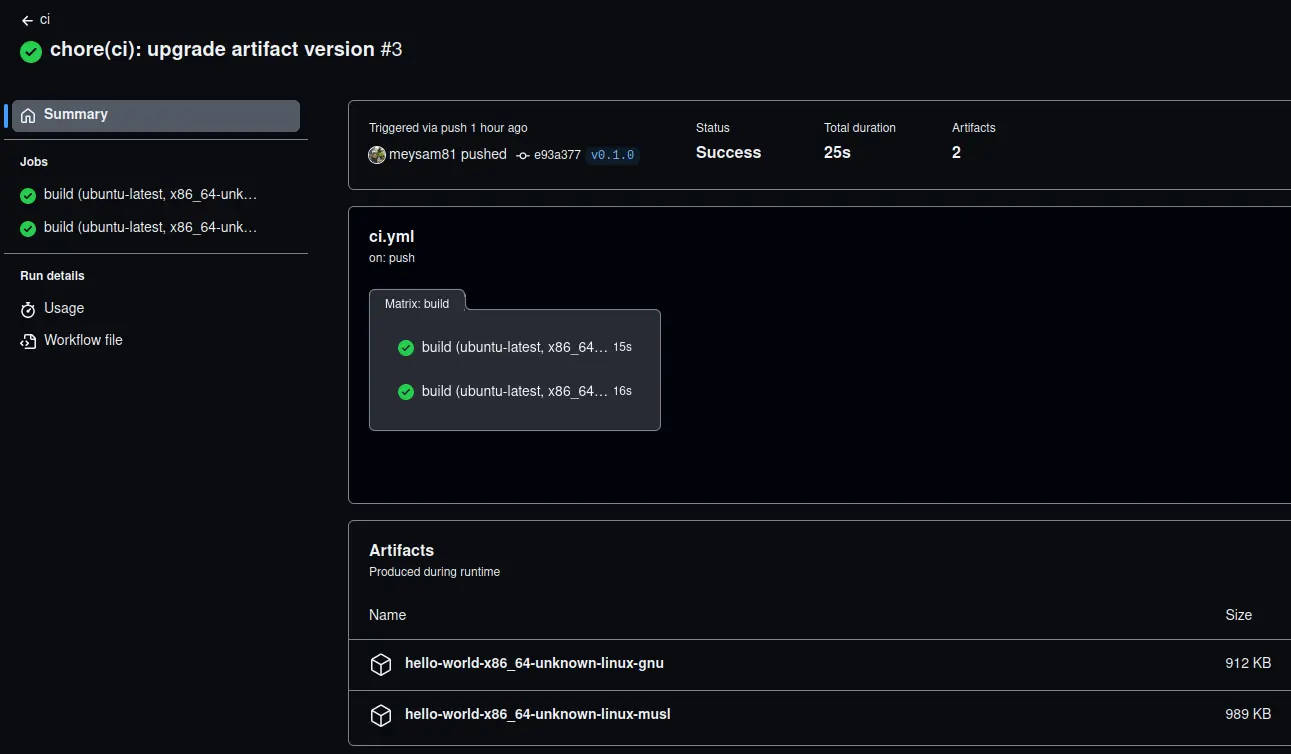 ci
chore(ci): upgrade artifact version #3
Summary
Jobs
build (ubuntu-latest, x86_64-unk…
build (ubuntu-latest, x86_64-unk…
Run details
Usage
Workflow file
Triggered via push 1 hour ago
meysam81 pushed e93a377 v0.1.0
Status
Success
Total duration
25s
Artifacts
2
ci.yml
on: push
Matrix: build
build (ubuntu-latest, x86_64… 15s
build (ubuntu-latest, x86_64… 16s
Artifacts
Produced during runtime
Name Size
hello-world-x86_64-unknown-linux-gnu 912 KB
hello-world-x86_64-unknown-linux-musl 989 KB